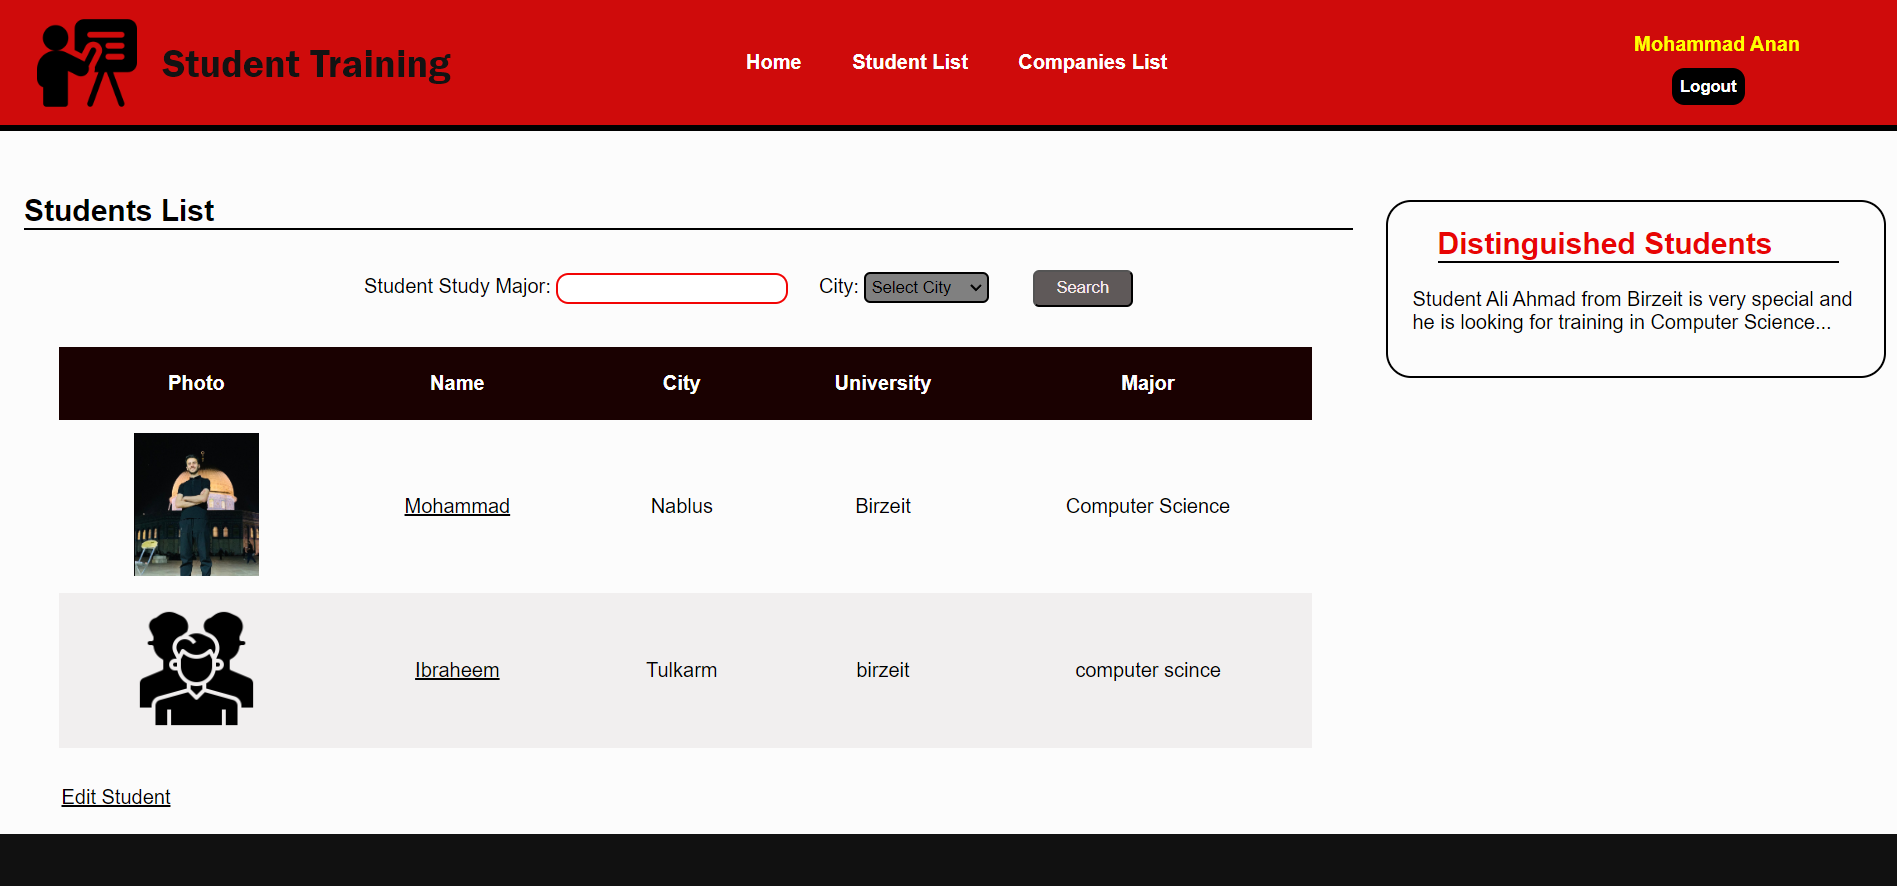 Student Training
Home Student List Companies List
Mohammad Anan
Logout
Students List
Student Study Major: City: Select City Search
Photo Name City University Major
Mohammad Nablus Birzeit Computer Science
Ibraheem Tulkarm birzeit computer scince
Edit Student
Distinguished Students
Student Ali Ahmad from Birzeit is very special and
he is looking for training in Computer Science...